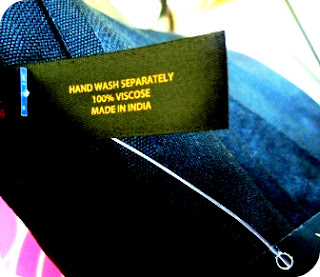 HAND WASH SEPARATELY
100% VISCOSE
MADE IN INDIA